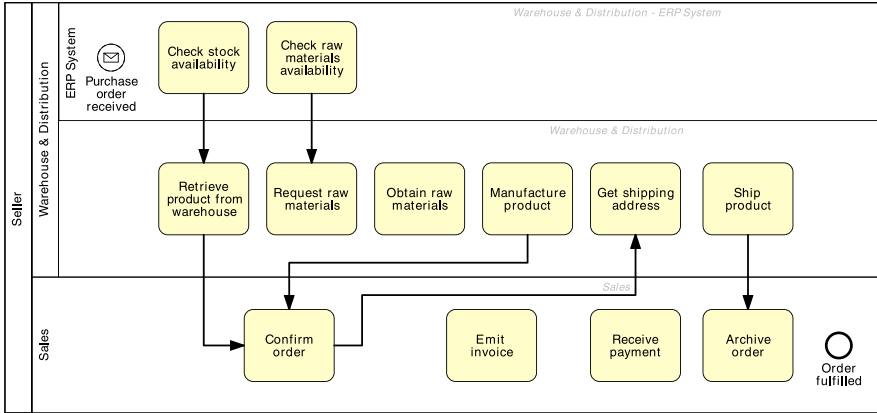 Warehouse & Distribution - ERP System
Seller
Warehouse & Distribution
ERP System
Purchase
order
received
Check stock
availability
Check raw
materials
availability
Warehouse & Distribution
Retrieve
product from
warehouse
Request raw
materials
Obtain raw
materials
Manufacture
product
Get shipping
address
Ship
product
Sales
Sales
Confirm
order
Emit
invoice
Receive
payment
Archive
order
Order
fulfilled